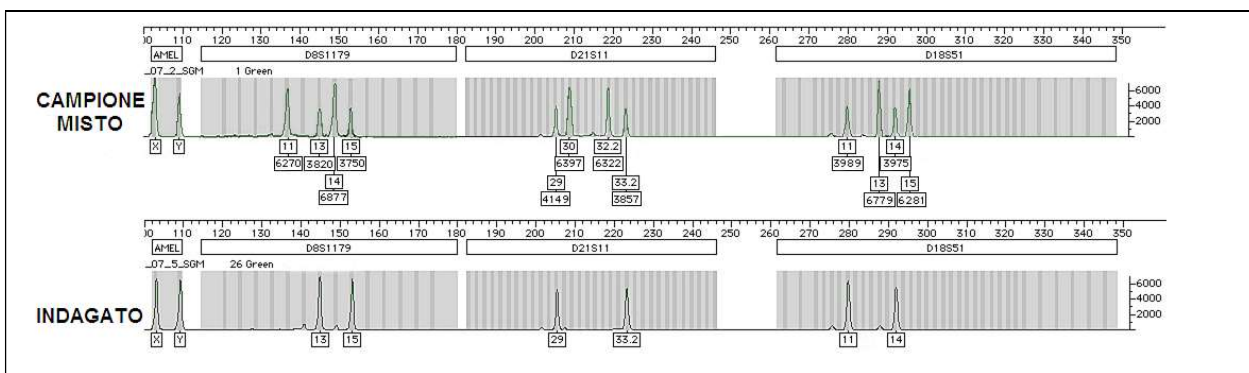 00 110 120 130 140 150 160 170 180 190 200 210 220 230 240 250 260 270 280 290 300 310 320 330 340 350
AMEL D8S1179 D21S11 D18S51
_07_2_SGM 1 Green
CAMPIONE
MISTO
6000
4000
2000
X Y 11 13 15 30 32.2 11 14
6270 3820 3750 6397 6322 3989 3975
14 29 33.2 13 15
6877 4149 3857 6779 6281
00 110 120 130 140 150 160 170 180 190 200 210 220 230 240 250 260 270 280 290 300 310 320 330 340 350
AMEL D8S1179 D21S11 D18S51
_07_5_SGM 26 Green
INDAGATO
6000
4000
2000
X Y 13 15 29 33.2 11 14